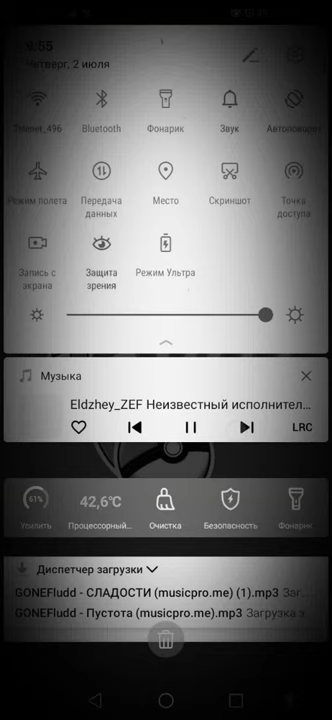 9:55
Четверг, 2 июля
Telenet_496
Bluetooth
Фонарик
Звук
Автоповорот
Режим полета
Передача данных
Место
Скриншот
Точка доступа
Запись с экрана
Защита зрения
Режим Ультра
Музыка
Eldzhey_ZEF Неизвестный исполнител...
LRC
61%
42,6°C
Усилить
Процессорный...
Очистка
Безопасность
Фонарик
Диспетчер загрузки
GONEFludd - СЛАДОСТИ (musicpro.me) (1).mp3 Заг...
GONEFludd - Пустота (musicpro.me).mp3 Загрузка з